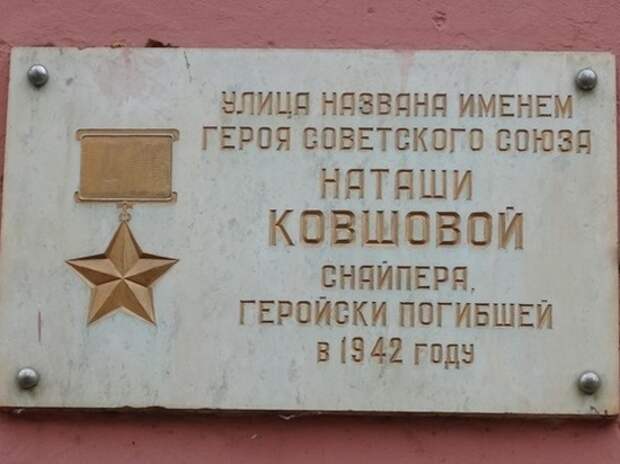 УЛИЦА НАЗВАНА ИМЕНЕМ
ГЕРОЯ СОВЕТСКОГО СОЮЗА
НАТАШИ
КОВШОВОЙ
СНАЙПЕРА,
ГЕРОЙСКИ ПОГИБШЕЙ
В 1942 ГОДУ